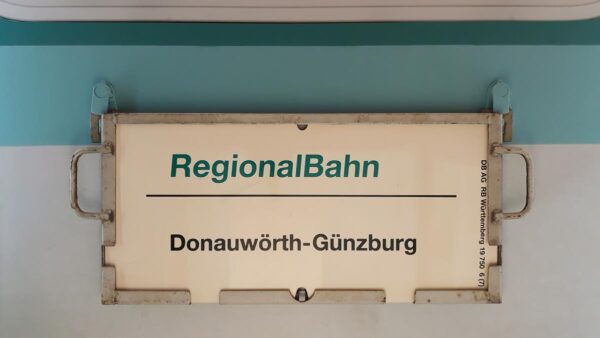 RegionalBahn
Donauwörth-Günzburg
DB AG RB Württemberg 19 750 6 (7)